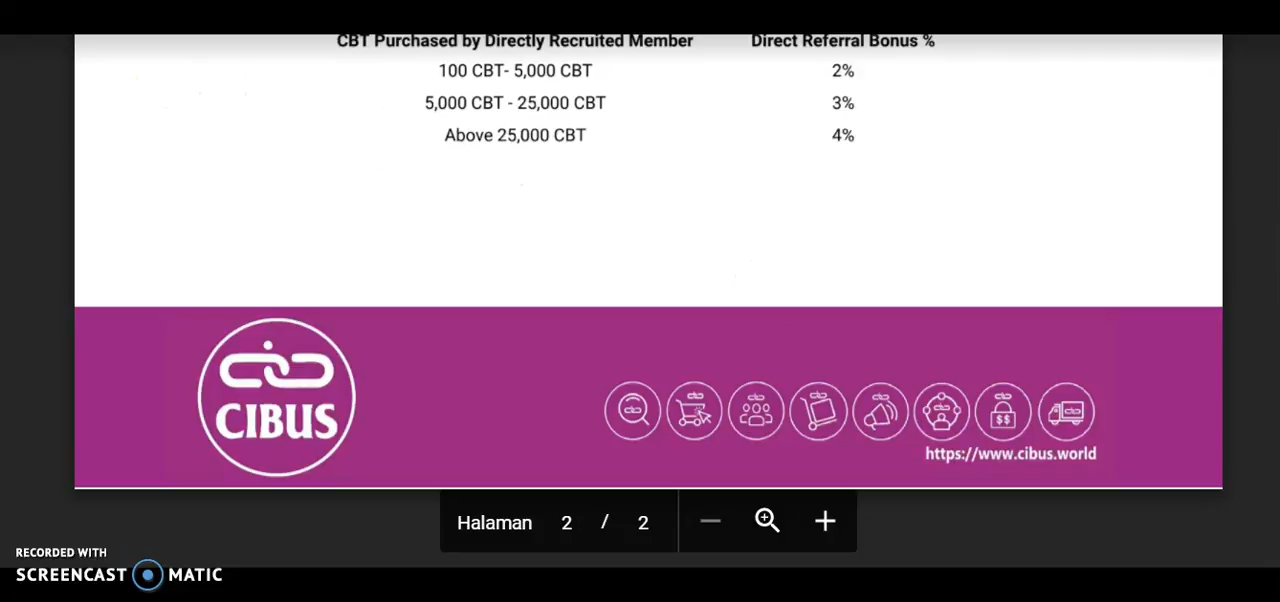 CBT Purchased by Directly Recruited Member Direct Referral Bonus %
100 CBT- 5,000 CBT 2%
5,000 CBT - 25,000 CBT 3%
Above 25,000 CBT 4%
CIBUS
$$
https://www.cibus.world
Halaman 2 / 2
RECORDED WITH
SCREENCAST MATIC